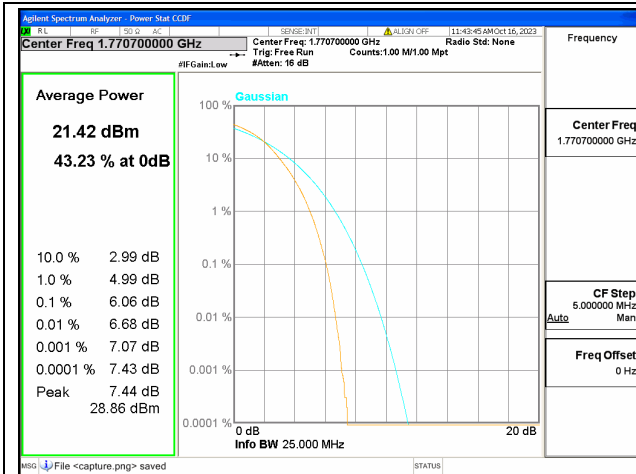 Agilent Spectrum Analyzer - Power Stat CCDF
RL RF 50 Ω AC SENSE:INT ALIGN OFF 11:43:45 AM Oct 16, 2023
Center Freq 1.770700000 GHz
Center Freq: 1.770700000 GHz Radio Std: None
Trig: Free Run Counts:1.00 M/1.00 Mpt
#IFGain:Low #Atten: 16 dB
Frequency
Average Power
21.42 dBm
43.23 % at 0dB
10.0 % 2.99 dB
1.0 % 4.99 dB
0.1 % 6.06 dB
0.01 % 6.68 dB
0.001 % 7.07 dB
0.0001 % 7.43 dB
Peak 7.44 dB
28.86 dBm
Gaussian
100 %
10 %
1 %
0.1 %
0.01 %
0.001 %
0.0001 %
0 dB 20 dB
Info BW 25.000 MHz
Center Freq
1.770700000 GHz
CF Step
5.000000 MHz
Auto Man
Freq Offset
0 Hz
MSG File <capture.png> saved STATUS